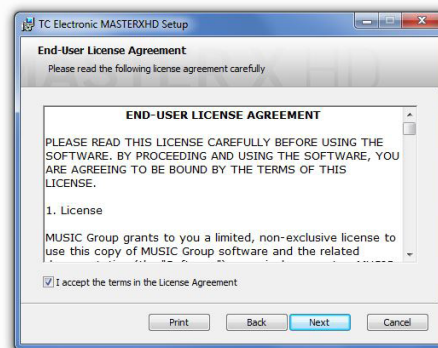 TC Electronic MASTERXHD Setup
End-User License Agreement
Please read the following license agreement carefully
MASTER X HD
END-USER LICENSE AGREEMENT
PLEASE READ THIS LICENSE CAREFULLY BEFORE USING THE
SOFTWARE. BY PROCEEDING AND USING THE SOFTWARE, YOU
ARE AGREEING TO BE BOUND BY THE TERMS OF THIS
LICENSE.
1. License
MUSIC Group grants to you a limited, non-exclusive license to
use this copy of MUSIC Group software and the related
I accept the terms in the License Agreement
Print Back Next Cancel